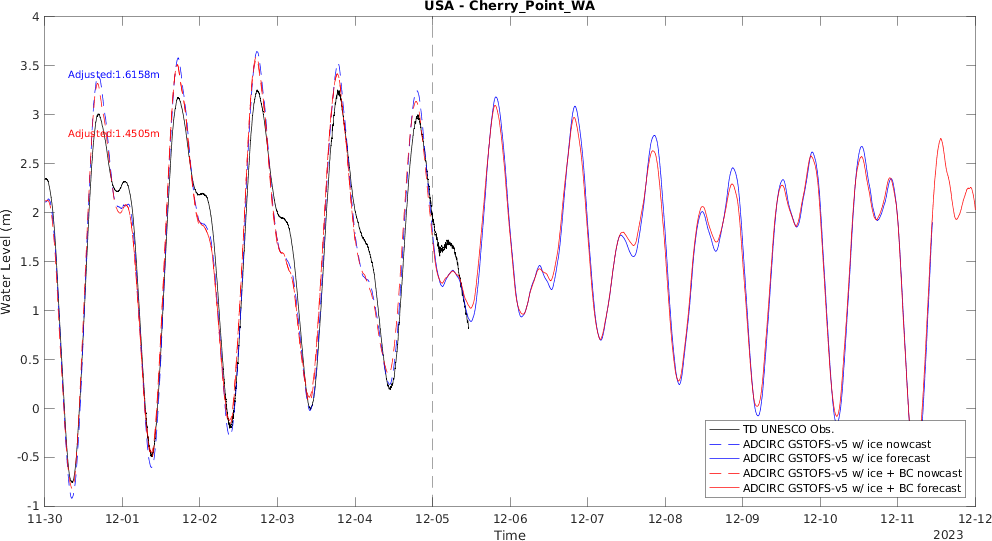 USA - Cherry_Point_WA
4
3.5
3
2.5
2
1.5
1
0.5
0
-0.5
-1
Water Level (m)
Adjusted:1.6158m
Adjusted:1.4505m
TD UNESCO Obs.
ADCIRC GSTOFS-v5 w/ ice nowcast
ADCIRC GSTOFS-v5 w/ ice forecast
ADCIRC GSTOFS-v5 w/ ice + BC nowcast
ADCIRC GSTOFS-v5 w/ ice + BC forecast
11-30 12-01 12-02 12-03 12-04 12-05 12-06 12-07 12-08 12-09 12-10 12-11 12-12
Time
2023